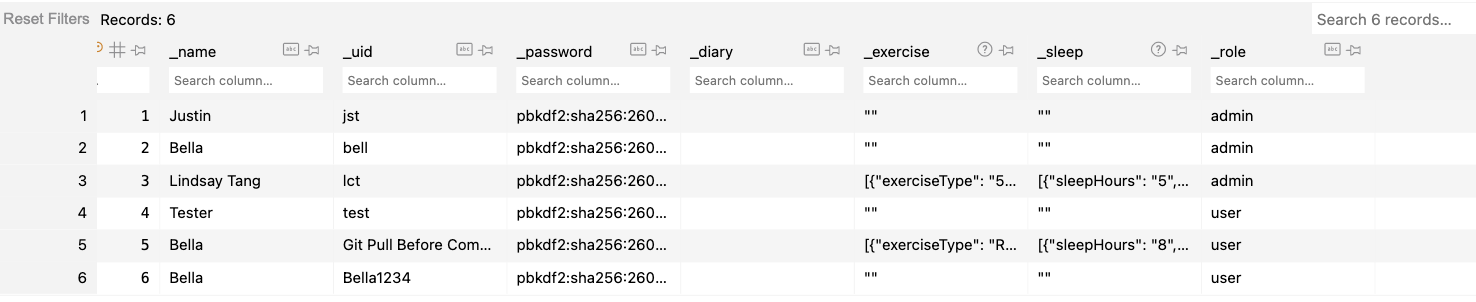 Reset Filters Records: 6 Search 6 records...
_name _uid _password _diary _exercise _sleep _role
. Search column... Search column... Search column... Search column... Search column... Search column... Search column...
1 1 Justin jst pbkdf2:sha256:260... "" "" admin
2 2 Bella bell pbkdf2:sha256:260... "" "" admin
3 3 Lindsay Tang lct pbkdf2:sha256:260... [{"exerciseType": "5... [{"sleepHours": "5",... admin
4 4 Tester test pbkdf2:sha256:260... "" "" user
5 5 Bella Git Pull Before Com... pbkdf2:sha256:260... [{"exerciseType": "R... [{"sleepHours": "8",... user
6 6 Bella Bella1234 pbkdf2:sha256:260... "" "" user